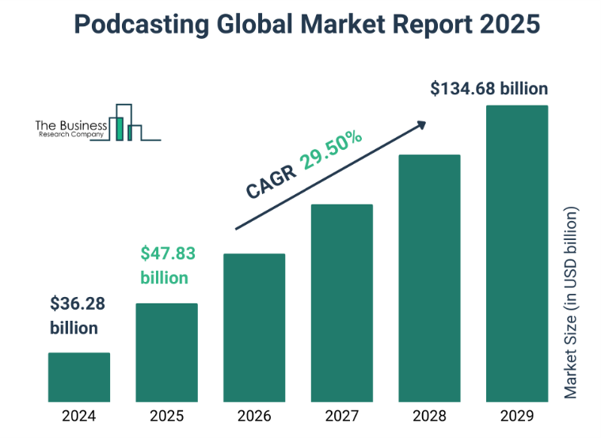 Podcasting Global Market Report 2025
The Business
Research Company
$134.68 billion
CAGR 29.50%
$47.83
billion
$36.28
billion
Market Size (in USD billion)
2024 2025 2026 2027 2028 2029